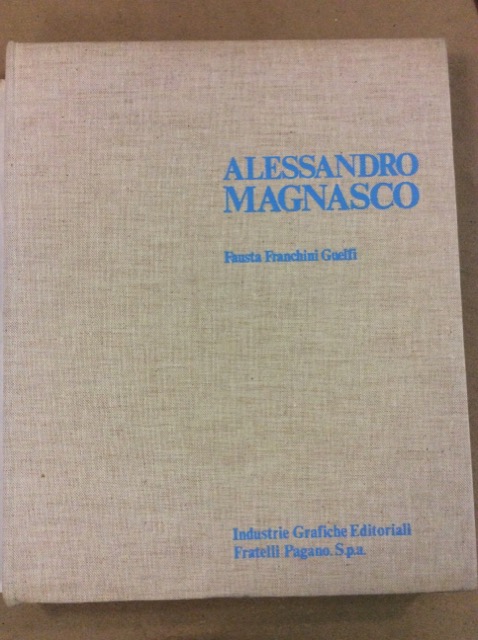 ALESSANDRO
MAGNASCO
Fausta Franchini Guelfi
Industrie Grafiche Editoriali
Fratelli Pagano. S.p.a.